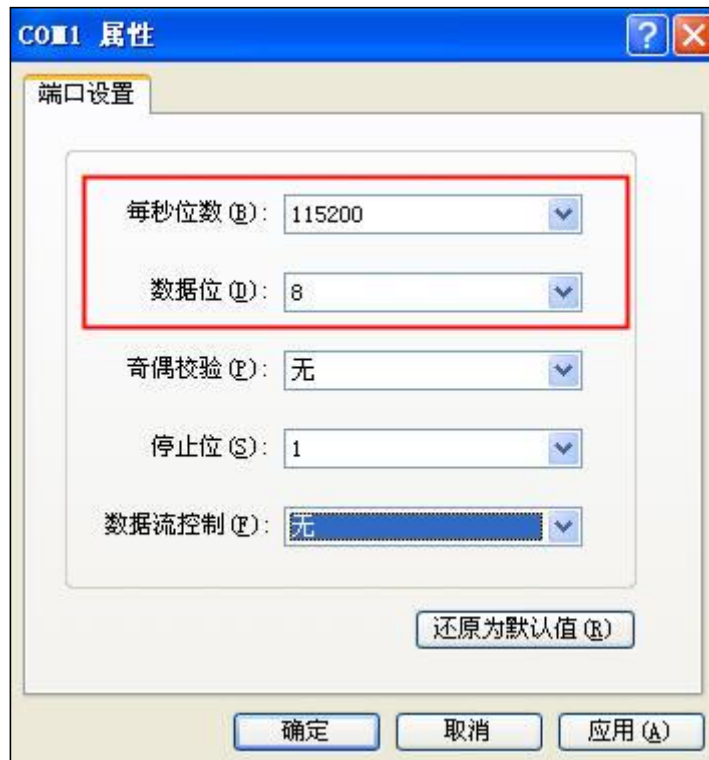 COM1 属性
端口设置
每秒位数(B): 115200
数据位(D): 8
奇偶校验(P): 无
停止位(S): 1
数据流控制(F): 无
还原为默认值(R)
确定 取消 应用(A)